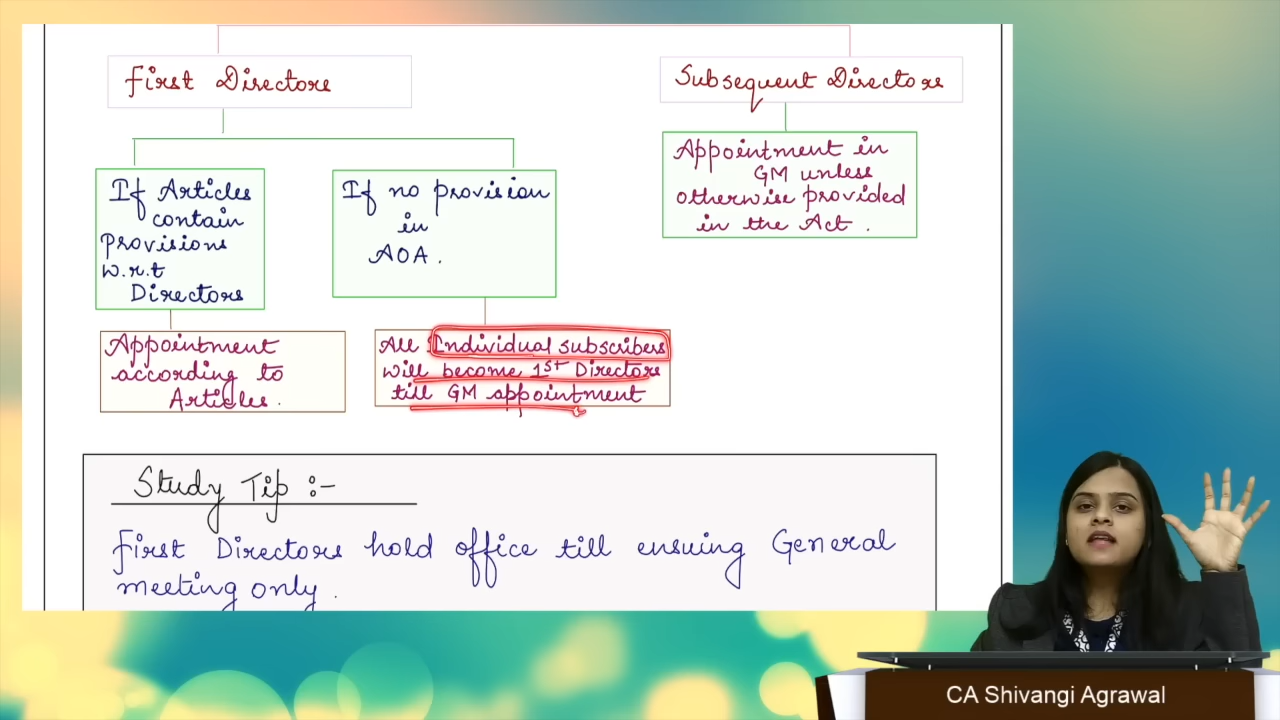 First Directors
Subsequent Directors
If Articles
contain
Provisions
w.r.t
Directors
If no provision
in
AOA.
Appointment in
GM unless
otherwise provided
in the Act.
Appointment
according to
Articles.
All Individual subscribers
will become 1st Directors
till GM appointment
Study Tip :-
First Directors hold office till ensuing General
meeting only.
CA Shivangi Agrawal